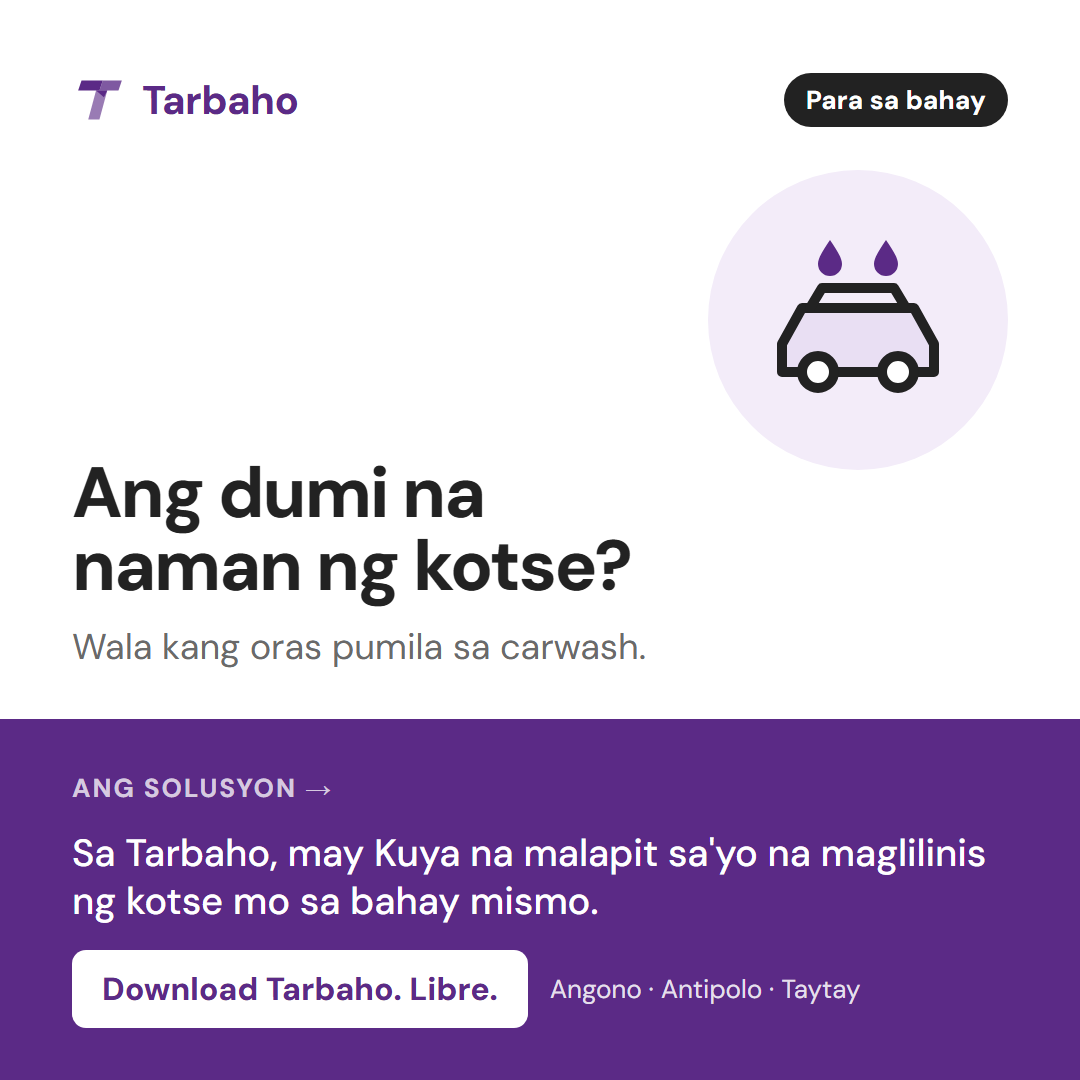 Tarbaho
Para sa bahay
Ang dumi na
naman ng kotse?
Wala kang oras pumila sa carwash.
ANG SOLUSYON →
Sa Tarbaho, may Kuya na malapit sa'yo na maglilinis
ng kotse mo sa bahay mismo.
Download Tarbaho. Libre.
Angono · Antipolo · Taytay